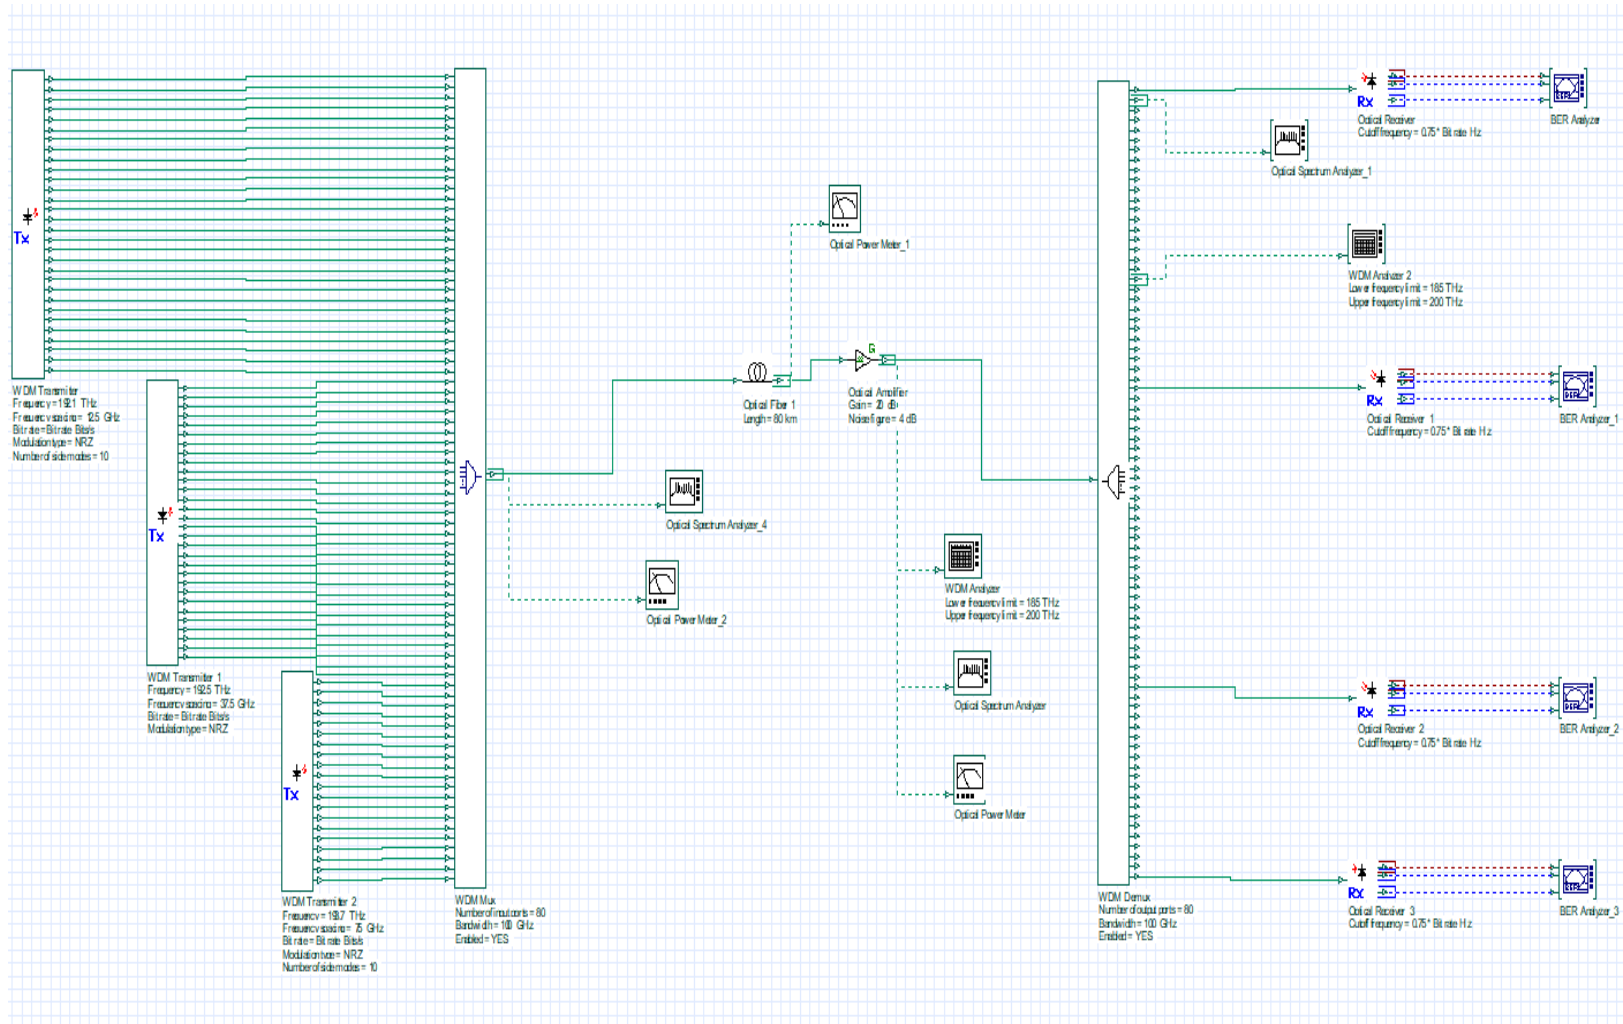 Tx
WDM Transmitter
Frequency = 192.1 THz
Frequency spacing = 12.5 GHz
Bit rate = Bit rate Bits/s
Modulation type = NRZ
Number of side modes = 10
Tx
WDM Transmitter 1
Frequency = 192.5 THz
Frequency spacing = 37.5 GHz
Bit rate = Bit rate Bits/s
Modulation type = NRZ
Tx
WDM Transmitter 2
Frequency = 193.7 THz
Frequency spacing = 75 GHz
Bit rate = Bit rate Bits/s
Modulation type = NRZ
Number of side modes = 10
WDM Mux
Number of input ports = 80
Bandwidth = 100 GHz
Enabled = YES
Optical Spectrum Analyzer_4
Optical Power Meter_2
Optical Power Meter_1
Optical Fiber 1
Length = 80 km
G
Optical Amplifier
Gain = 20 dB
Noise figure = 4 dB
WDM Analyzer
Lower frequency limit = 185 THz
Upper frequency limit = 200 THz
Optical Spectrum Analyzer
Optical Power Meter
WDM Demux
Number of output ports = 80
Bandwidth = 100 GHz
Enabled = YES
Rx
Optical Receiver
Cutoff frequency = 0.75 * Bit rate Hz
BER Analyzer
Optical Spectrum Analyzer_1
WDM Analyzer 2
Lower frequency limit = 185 THz
Upper frequency limit = 200 THz
Rx
Optical Receiver 1
Cutoff frequency = 0.75 * Bit rate Hz
BER Analyzer_1
Rx
Optical Receiver 2
Cutoff frequency = 0.75 * Bit rate Hz
BER Analyzer_2
Rx
Optical Receiver 3
Cutoff frequency = 0.75 * Bit rate Hz
BER Analyzer_3